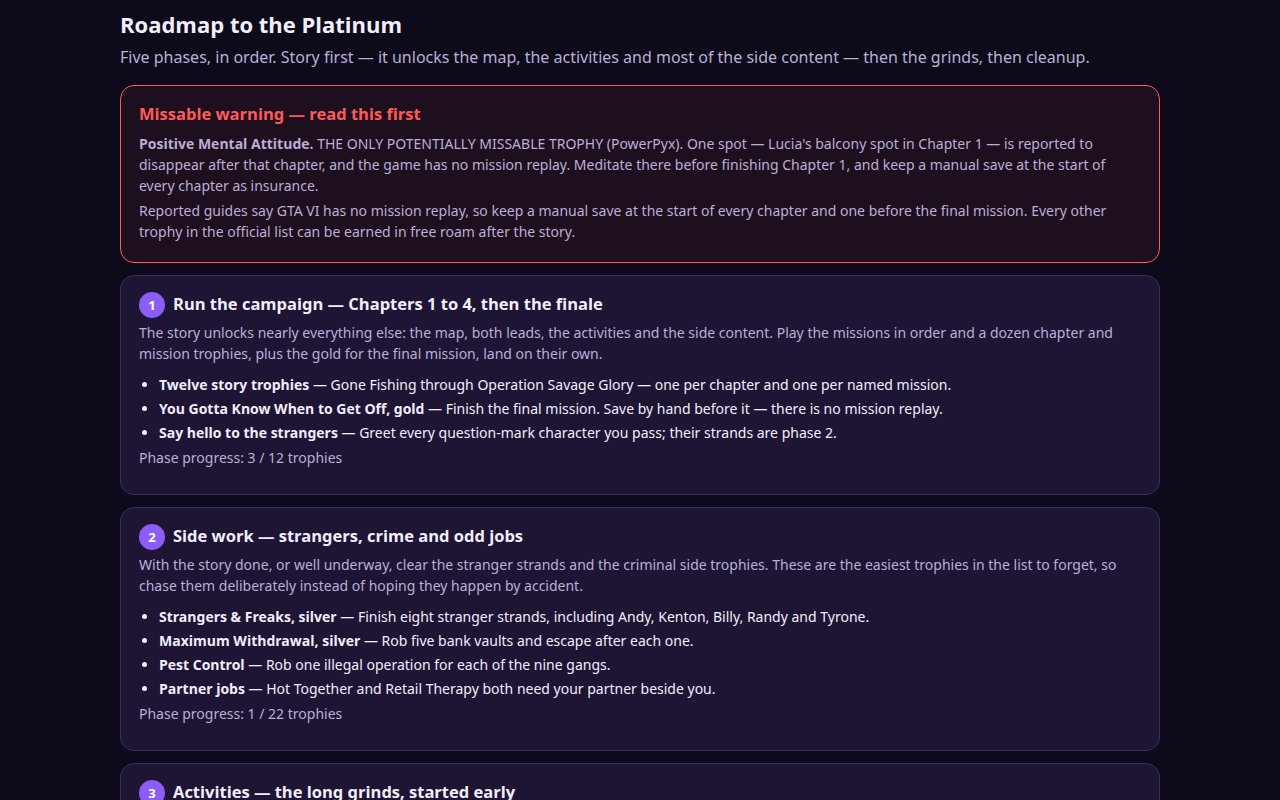 Roadmap to the Platinum
Five phases, in order. Story first — it unlocks the map, the activities and most of the side content — then the grinds, then cleanup.
Missable warning — read this first
Positive Mental Attitude. THE ONLY POTENTIALLY MISSABLE TROPHY (PowerPyx). One spot — Lucia's balcony spot in Chapter 1 — is reported to
disappear after that chapter, and the game has no mission replay. Meditate there before finishing Chapter 1, and keep a manual save at the start of
every chapter as insurance.
Reported guides say GTA VI has no mission replay, so keep a manual save at the start of every chapter and one before the final mission. Every other
trophy in the official list can be earned in free roam after the story.
1 Run the campaign — Chapters 1 to 4, then the finale
The story unlocks nearly everything else: the map, both leads, the activities and the side content. Play the missions in order and a dozen chapter and
mission trophies, plus the gold for the final mission, land on their own.
• Twelve story trophies — Gone Fishing through Operation Savage Glory — one per chapter and one per named mission.
• You Gotta Know When to Get Off, gold — Finish the final mission. Save by hand before it — there is no mission replay.
• Say hello to the strangers — Greet every question-mark character you pass; their strands are phase 2.
Phase progress: 3 / 12 trophies
2 Side work — strangers, crime and odd jobs
With the story done, or well underway, clear the stranger strands and the criminal side trophies. These are the easiest trophies in the list to forget, so
chase them deliberately instead of hoping they happen by accident.
• Strangers & Freaks, silver — Finish eight stranger strands, including Andy, Kenton, Billy, Randy and Tyrone.
• Maximum Withdrawal, silver — Rob five bank vaults and escape after each one.
• Pest Control — Rob one illegal operation for each of the nine gangs.
• Partner jobs — Hot Together and Retail Therapy both need your partner beside you.
Phase progress: 1 / 22 trophies
3 Activities — the long grinds, started early